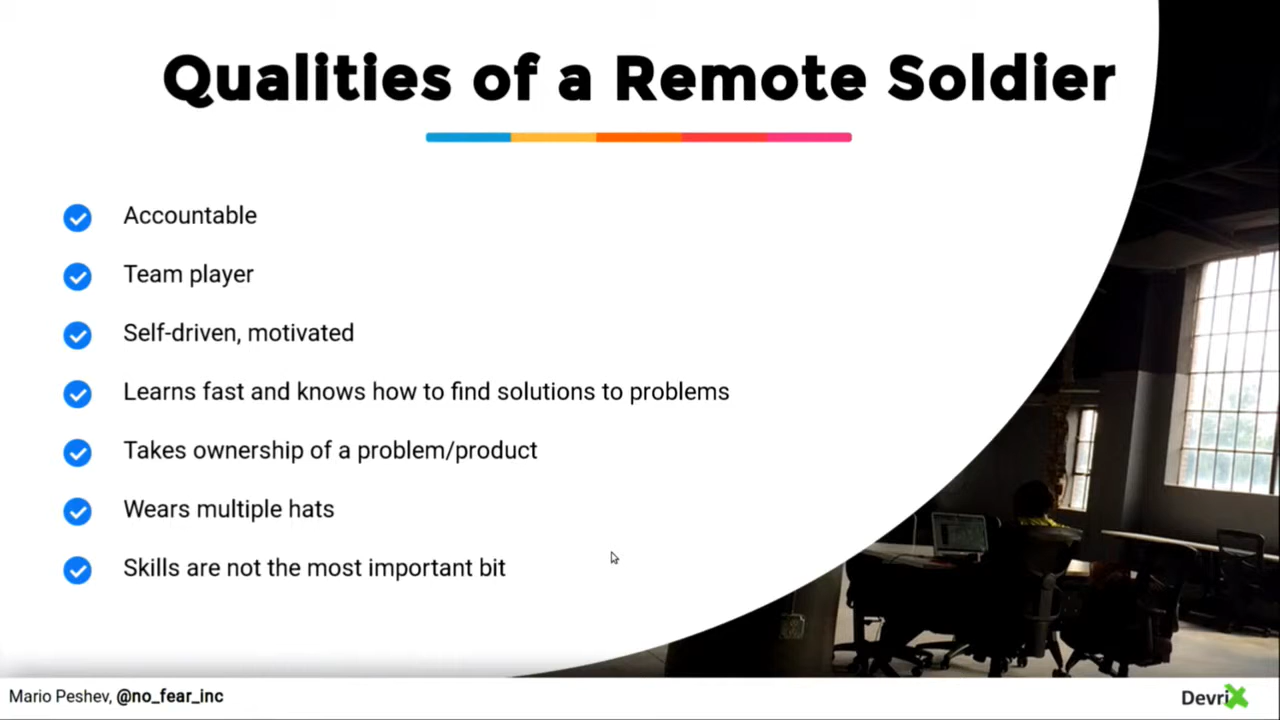 Qualities of a Remote Soldier
Accountable
Team player
Self-driven, motivated
Learns fast and knows how to find solutions to problems
Takes ownership of a problem/product
Wears multiple hats
Skills are not the most important bit
Mario Peshev, @no_fear_inc
DevriX